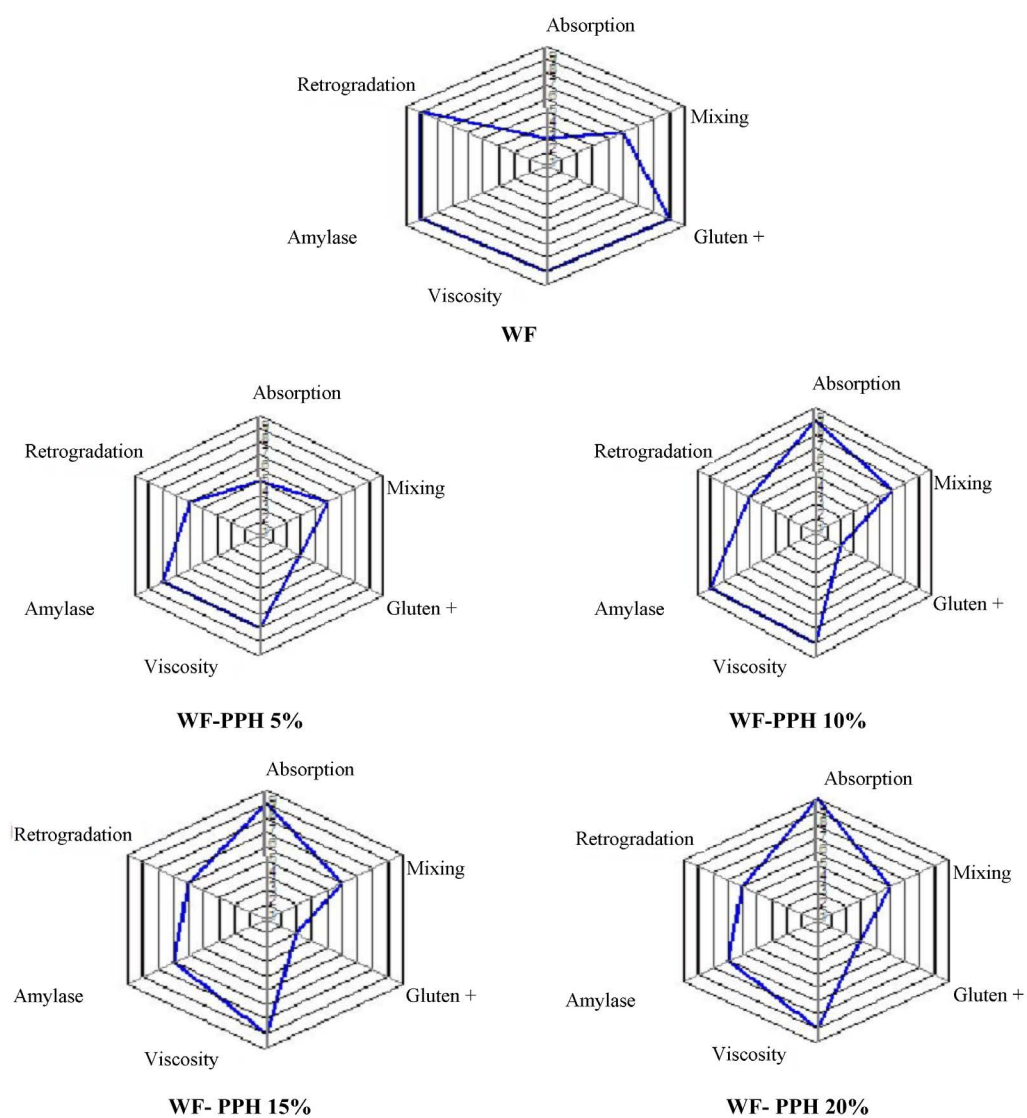 Absorption
Retrogradation
Mixing
Amylase
Gluten +
Viscosity
WF
Absorption
Retrogradation
Mixing
Amylase
Gluten +
Viscosity
WF-PPH 5%
Absorption
Retrogradation
Mixing
Amylase
Gluten +
Viscosity
WF-PPH 10%
Absorption
Retrogradation
Mixing
Amylase
Gluten +
Viscosity
WF- PPH 15%
Absorption
Retrogradation
Mixing
Amylase
Gluten +
Viscosity
WF- PPH 20%